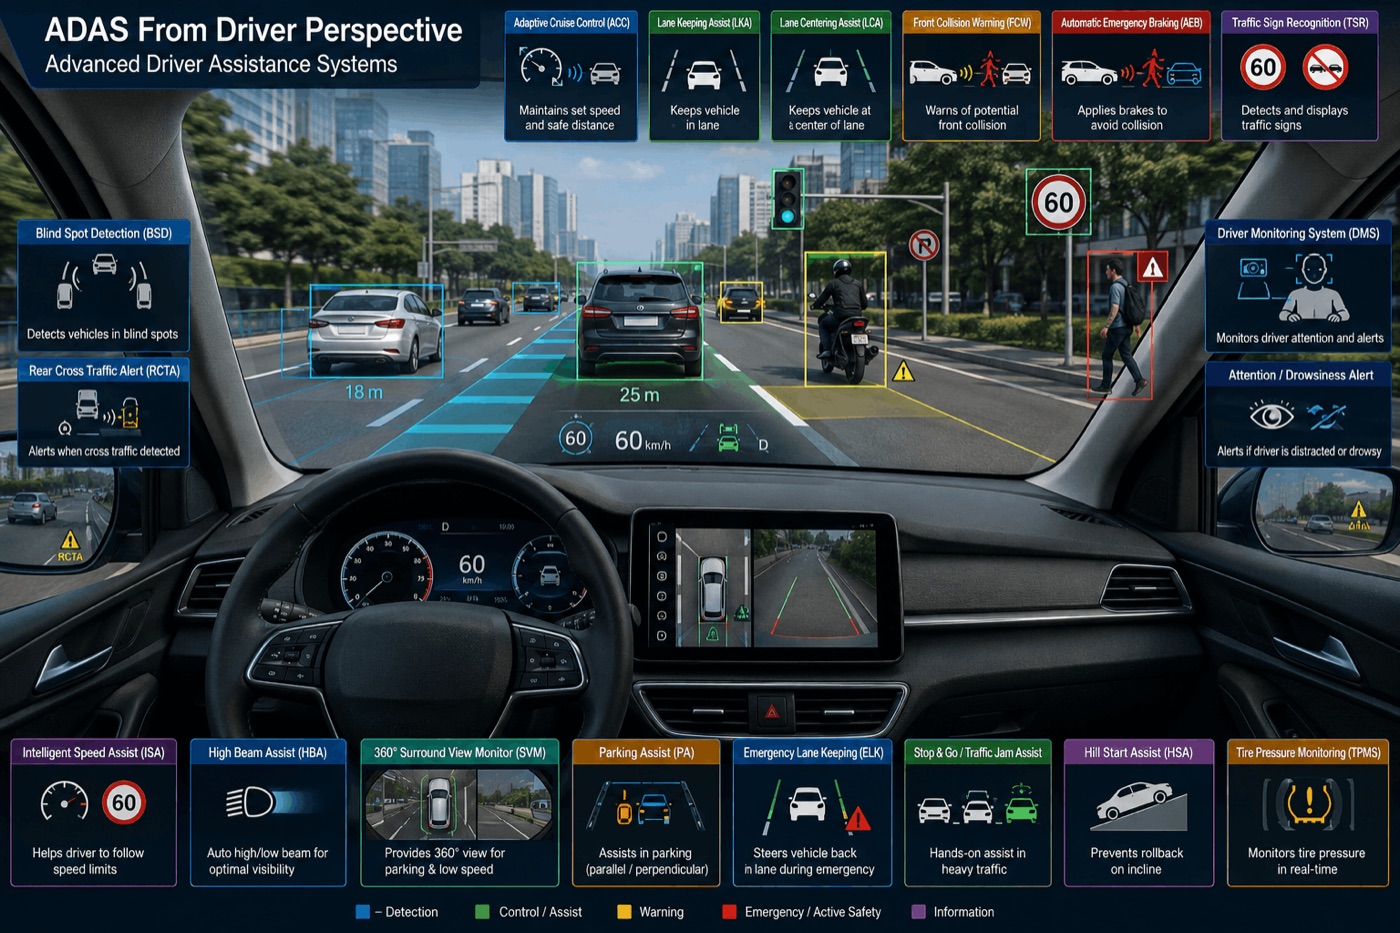 ADAS From Driver Perspective
Advanced Driver Assistance Systems
Adaptive Cruise Control (ACC)
Maintains set speed
and safe distance
Lane Keeping Assist (LKA)
Keeps vehicle
in lane
Lane Centering Assist (LCA)
Keeps vehicle at
center of lane
Front Collision Warning (FCW)
Warns of potential
front collision
Automatic Emergency Braking (AEB)
Applies brakes to
avoid collision
Traffic Sign Recognition (TSR)
60
Detects and displays
traffic signs
Blind Spot Detection (BSD)
Detects vehicles in blind spots
Rear Cross Traffic Alert (RCTA)
Alerts when cross traffic detected
60
P
18 m
25 m
60
60 km/h
D
Driver Monitoring System (DMS)
Monitors driver attention and alerts
Attention / Drowsiness Alert
Alerts if driver is distracted or drowsy
RCTA
D
60
km/h
Intelligent Speed Assist (ISA)
60
Helps driver to follow
speed limits
High Beam Assist (HBA)
Auto high/low beam for
optimal visibility
360° Surround View Monitor (SVM)
Provides 360° view for
parking & low speed
Parking Assist (PA)
Assists in parking
(parallel / perpendicular)
Emergency Lane Keeping (ELK)
Steers vehicle back
in lane during emergency
Stop & Go / Traffic Jam Assist
Hands-on assist in
heavy traffic
Hill Start Assist (HSA)
Prevents rollback
on incline
Tire Pressure Monitoring (TPMS)
Monitors tire pressure
in real-time
– Detection
Control / Assist
Warning
Emergency / Active Safety
Information